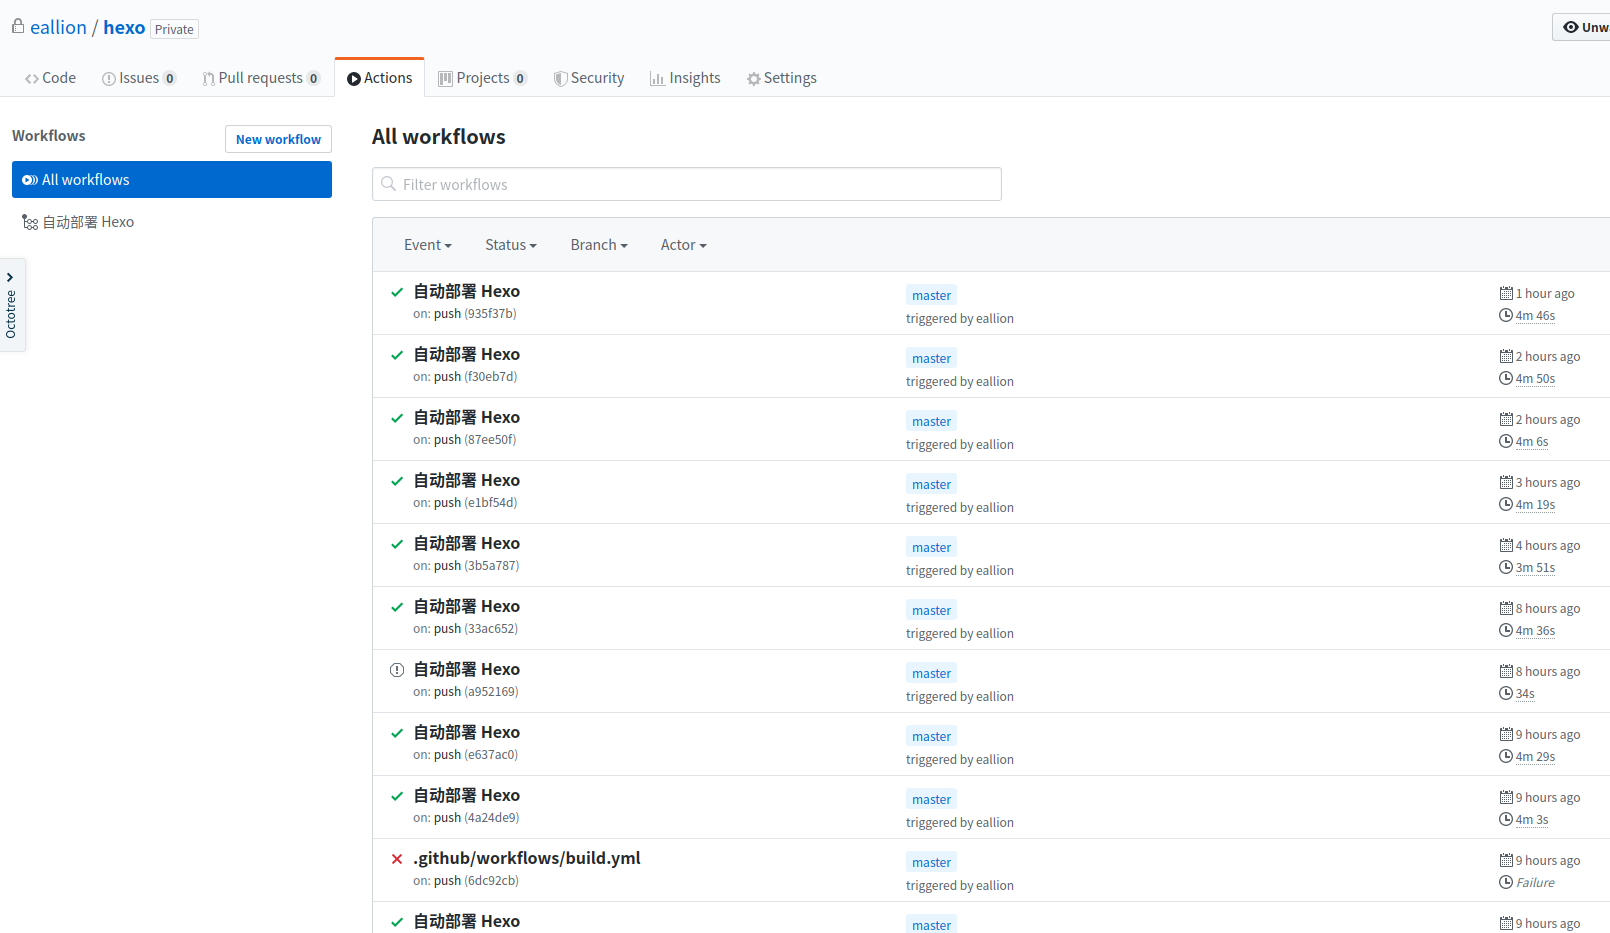 eallion / hexo Private
Unw
Code Issues 0 Pull requests 0 Actions Projects 0 Security Insights Settings
Workflows
New workflow
All workflows
自动部署 Hexo
Octotree
All workflows
Filter workflows
Event Status Branch Actor
自动部署 Hexo
on: push (935f37b)
master
triggered by eallion
1 hour ago
4m 46s
自动部署 Hexo
on: push (f30eb7d)
master
triggered by eallion
2 hours ago
4m 50s
自动部署 Hexo
on: push (87ee50f)
master
triggered by eallion
2 hours ago
4m 6s
自动部署 Hexo
on: push (e1bf54d)
master
triggered by eallion
3 hours ago
4m 19s
自动部署 Hexo
on: push (3b5a787)
master
triggered by eallion
4 hours ago
3m 51s
自动部署 Hexo
on: push (33ac652)
master
triggered by eallion
8 hours ago
4m 36s
自动部署 Hexo
on: push (a952169)
master
triggered by eallion
8 hours ago
34s
自动部署 Hexo
on: push (e637ac0)
master
triggered by eallion
9 hours ago
4m 29s
自动部署 Hexo
on: push (4a24de9)
master
triggered by eallion
9 hours ago
4m 3s
.github/workflows/build.yml
on: push (6dc92cb)
master
triggered by eallion
9 hours ago
Failure
自动部署 Hexo
master
9 hours ago